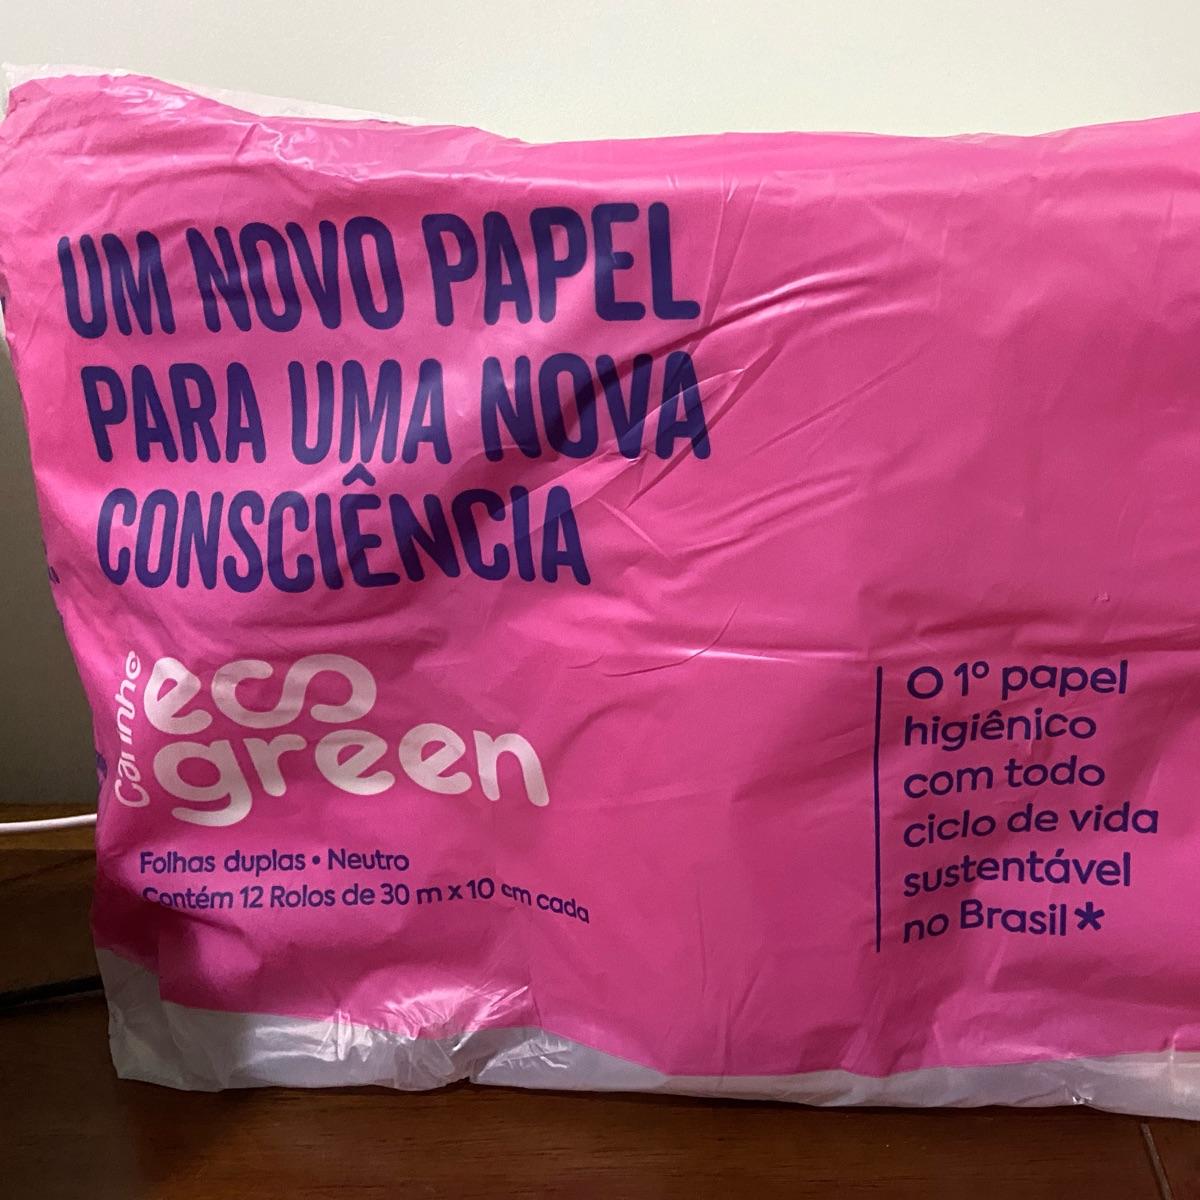 UM NOVO PAPEL
PARA UMA NOVA
CONSCIÊNCIA
Carinho
eco
green
Folhas duplas • Neutro
Contém 12 Rolos de 30 m x 10 cm cada
O 1º papel
higiênico
com todo
ciclo de vida
sustentável
no Brasil*